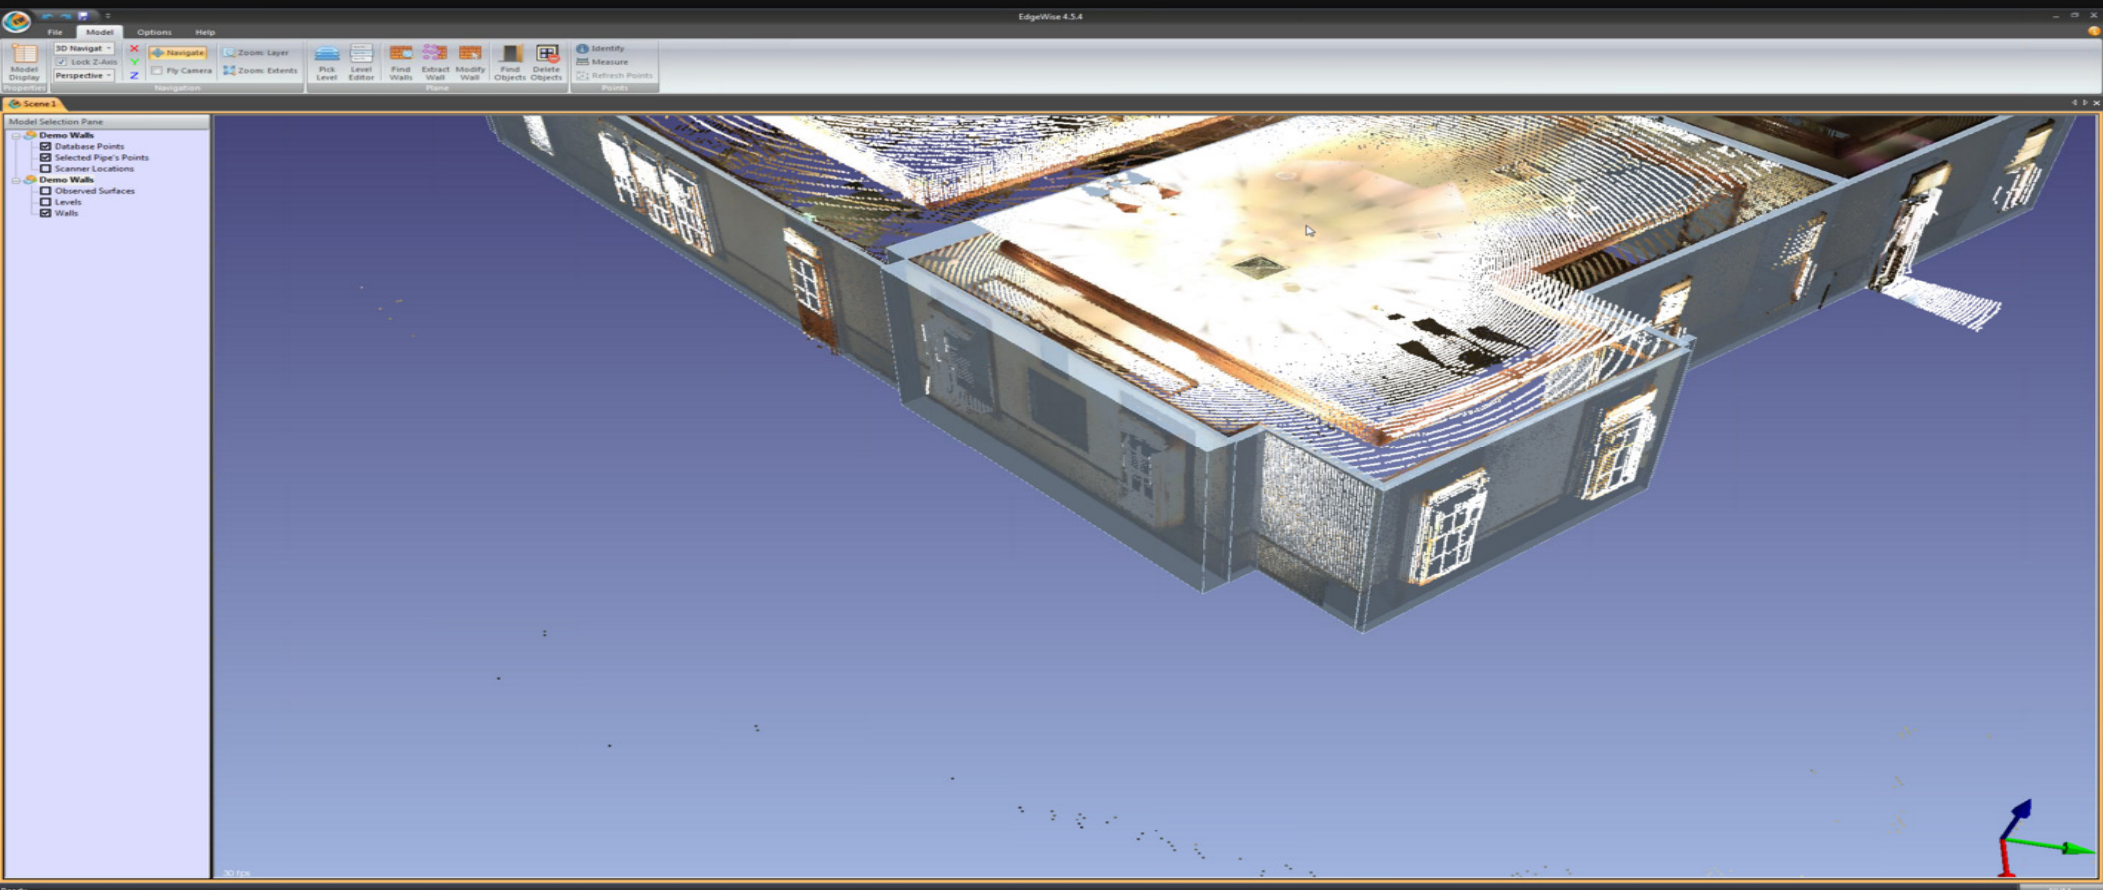 EdgeWise 4.5.4
File Model Options Help
3D Navigat
Lock Z-Axis
Perspective
X
Y
Z
Navigate
Fly Camera
Zoom: Layer
Zoom: Extents
Model Display
Pick Level
Level Editor
Find Walls
Extract Wall
Modify Wall
Find Objects
Delete Objects
Identify
Measure
Refresh Points
Properties Navigation Plane Points
Scene1
Model Selection Pane
Demo Walls
Database Points
Selected Pipe's Points
Scanner Locations
Demo Walls
Observed Surfaces
Levels
Walls
30 fps